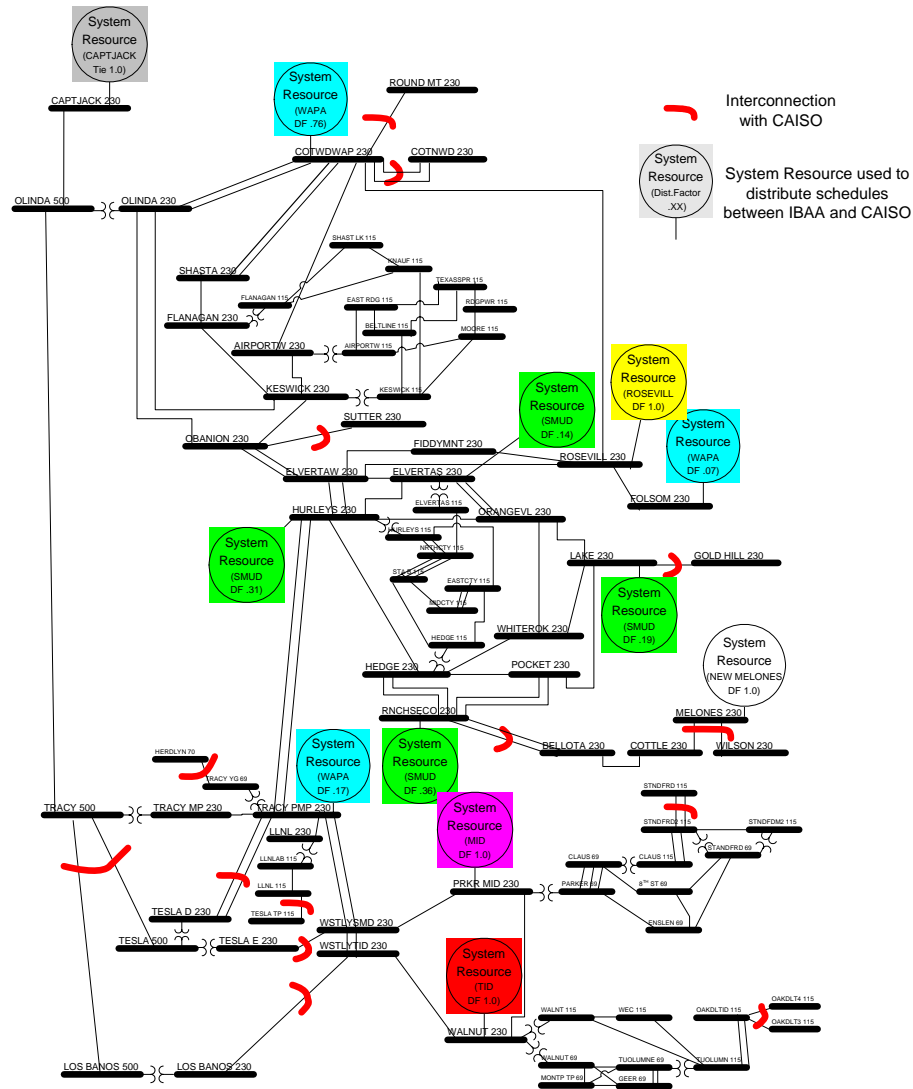 System
Resource
(CAPTJACK
Tie 1.0)
CAPTJACK 230
System
Resource
(WAPA
DF .76)
ROUND MT 230
Interconnection
with CAISO
COTWDWAP 230
COTNWD 230
System
Resource
(Dist.Factor
.XX)
System Resource used to
distribute schedules
between IBAA and CAISO
OLINDA 500
OLINDA 230
SHAST LK 115
KNAUF 115
SHASTA 230
TEXASSPR 115
FLANAGAN 115
EAST RDG 115
RDGPWR 115
FLANAGAN 230
BELTLINE 115
MOORE 115
AIRPORTW 230
AIRPORTW 115
KESWICK 230
KESWICK 115
System
Resource
(SMUD
DF .14)
System
Resource
(ROSEVILL
DF 1.0)
System
Resource
(WAPA
DF .07)
SUTTER 230
OBANION 230
FIDDYMNT 230
ROSEVILL 230
ELVERTAW 230
ELVERTAS 230
FOLSOM 230
ELVERTAS 115
HURLEYS 230
ORANGEVL 230
HURLEYS 115
NRTHCTY 115
LAKE 230
GOLD HILL 230
System
Resource
(SMUD
DF .31)
STA B 115
EASTCTY 115
MIDCTY 115
System
Resource
(SMUD
DF .19)
WHITEROK 230
HEDGE 115
HEDGE 230
POCKET 230
System
Resource
(NEW MELONES
DF 1.0)
RNCHSECO 230
MELONES 230
BELLOTA 230
COTTLE 230
WILSON 230
System
Resource
(WAPA
DF .17)
System
Resource
(SMUD
DF .36)
HERDLYN 70
TRACY YG 69
STNDFRD 115
TRACY 500
TRACY MP 230
TRACY PMP 230
System
Resource
(MID
DF 1.0)
STNDFRD2 115
STNDFDM2 115
LLNL 230
LLNLAB 115
CLAUS 69
CLAUS 115
STANDFRD 69
LLNL 115
PRKR MID 230
PARKER 69
8TH ST 69
TESLA D 230
TESLA TP 115
ENSLEN 69
WSTLYSMD 230
TESLA 500
TESLA E 230
WSTLYTID 230
System
Resource
(TID
DF 1.0)
WALNT 115
WEC 115
OAKDLTID 115
OAKDLT4 115
OAKDLT3 115
WALNUT 230
WALNUT 69
TUOLUMNE 69
TUOLUMN 115
LOS BANOS 500
LOS BANOS 230
MONTP TP 69
GEER 69